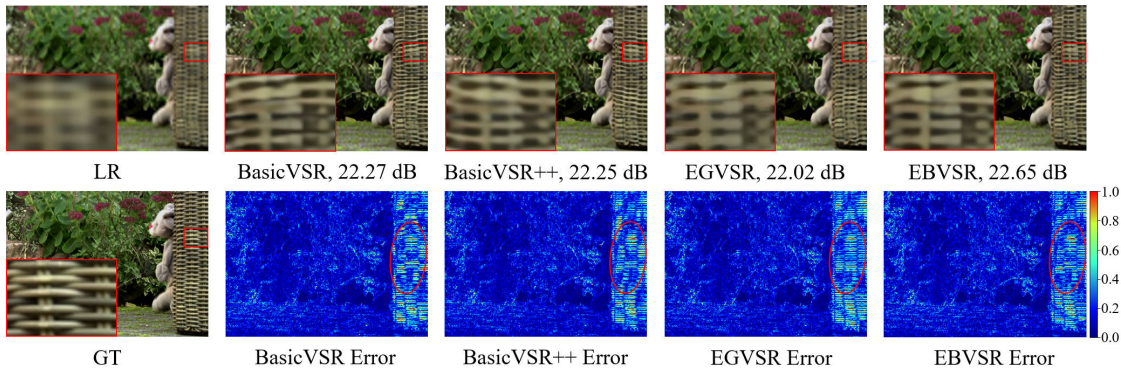 LR
BasicVSR, 22.27 dB
BasicVSR++, 22.25 dB
EGVSR, 22.02 dB
EBVSR, 22.65 dB
1.0
0.8
0.6
0.4
0.2
0.0
GT
BasicVSR Error
BasicVSR++ Error
EGVSR Error
EBVSR Error